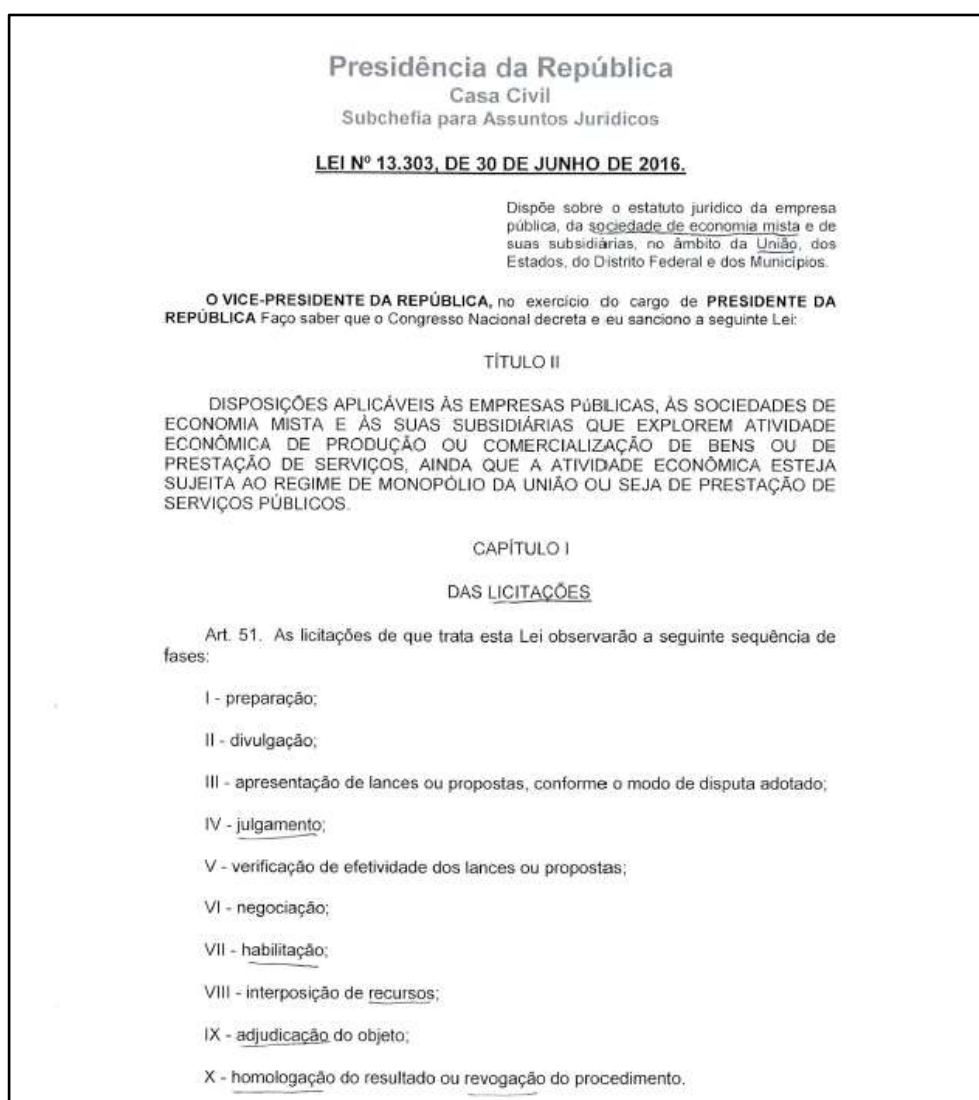 Presidência da República
Casa Civil
Subchefia para Assuntos Jurídicos
LEI Nº 13.303, DE 30 DE JUNHO DE 2016.
Dispõe sobre o estatuto jurídico da empresa
pública, da sociedade de economia mista e de
suas subsidiárias, no âmbito da União, dos
Estados, do Distrito Federal e dos Municípios.
O VICE-PRESIDENTE DA REPÚBLICA, no exercício do cargo de PRESIDENTE DA
REPÚBLICA Faço saber que o Congresso Nacional decreta e eu sanciono a seguinte Lei:
TÍTULO II
DISPOSIÇÕES APLICÁVEIS ÀS EMPRESAS PúBLICAS, ÀS SOCIEDADES DE
ECONOMIA MISTA E ÀS SUAS SUBSIDIÁRIAS QUE EXPLOREM ATIVIDADE
ECONÔMICA DE PRODUÇÃO OU COMERCIALIZAÇÃO DE BENS OU DE
PRESTAÇÃO DE SERVIÇOS, AINDA QUE A ATIVIDADE ECONÔMICA ESTEJA
SUJEITA AO REGIME DE MONOPÓLIO DA UNIÃO OU SEJA DE PRESTAÇÃO DE
SERVIÇOS PÚBLICOS.
CAPÍTULO I
DAS LICITAÇÕES
Art. 51. As licitações de que trata esta Lei observarão a seguinte sequência de
fases:
I - preparação;
II - divulgação;
III - apresentação de lances ou propostas, conforme o modo de disputa adotado;
IV - julgamento;
V - verificação de efetividade dos lances ou propostas;
VI - negociação;
VII - habilitação;
VIII - interposição de recursos;
IX - adjudicação do objeto;
X - homologação do resultado ou revogação do procedimento.